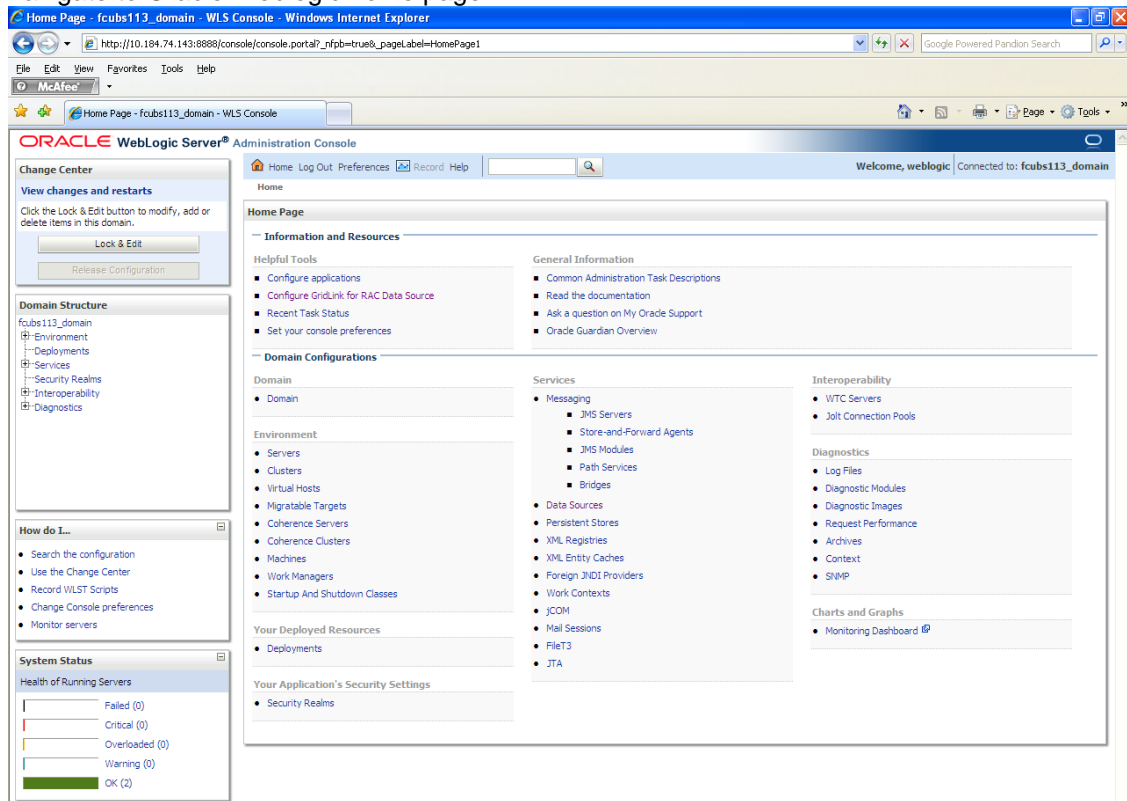 Home Page - fcubs113_domain - WLS Console - Windows Internet Explorer
http://10.184.74.143:8888/console/console.portal?_nfpb=true&_pageLabel=HomePage1
Google Powered Pandion Search
File Edit View Favorites Tools Help
McAfee
Home Page - fcubs113_domain - WLS Console
Page Tools
ORACLE WebLogic Server® Administration Console
Change Center
View changes and restarts
Click the Lock & Edit button to modify, add or
delete items in this domain.
Lock & Edit
Release Configuration
Domain Structure
fcubs113_domain
Environment
Deployments
Services
Security Realms
Interoperability
Diagnostics
How do I...
Search the configuration
Use the Change Center
Record WLST Scripts
Change Console preferences
Monitor servers
System Status
Health of Running Servers
Failed (0)
Critical (0)
Overloaded (0)
Warning (0)
OK (2)
Home Log Out Preferences Record Help
Welcome, weblogic Connected to: fcubs113_domain
Home
Home Page
Information and Resources
Helpful Tools
Configure applications
Configure GridLink for RAC Data Source
Recent Task Status
Set your console preferences
General Information
Common Administration Task Descriptions
Read the documentation
Ask a question on My Oracle Support
Oracle Guardian Overview
Domain Configurations
Domain
Domain
Environment
Servers
Clusters
Virtual Hosts
Migratable Targets
Coherence Servers
Coherence Clusters
Machines
Work Managers
Startup And Shutdown Classes
Your Deployed Resources
Deployments
Your Application's Security Settings
Security Realms
Services
Messaging
JMS Servers
Store-and-Forward Agents
JMS Modules
Path Services
Bridges
Data Sources
Persistent Stores
XML Registries
XML Entity Caches
Foreign JNDI Providers
Work Contexts
jCOM
Mail Sessions
FileT3
JTA
Interoperability
WTC Servers
Jolt Connection Pools
Diagnostics
Log Files
Diagnostic Modules
Diagnostic Images
Request Performance
Archives
Context
SNMP
Charts and Graphs
Monitoring Dashboard